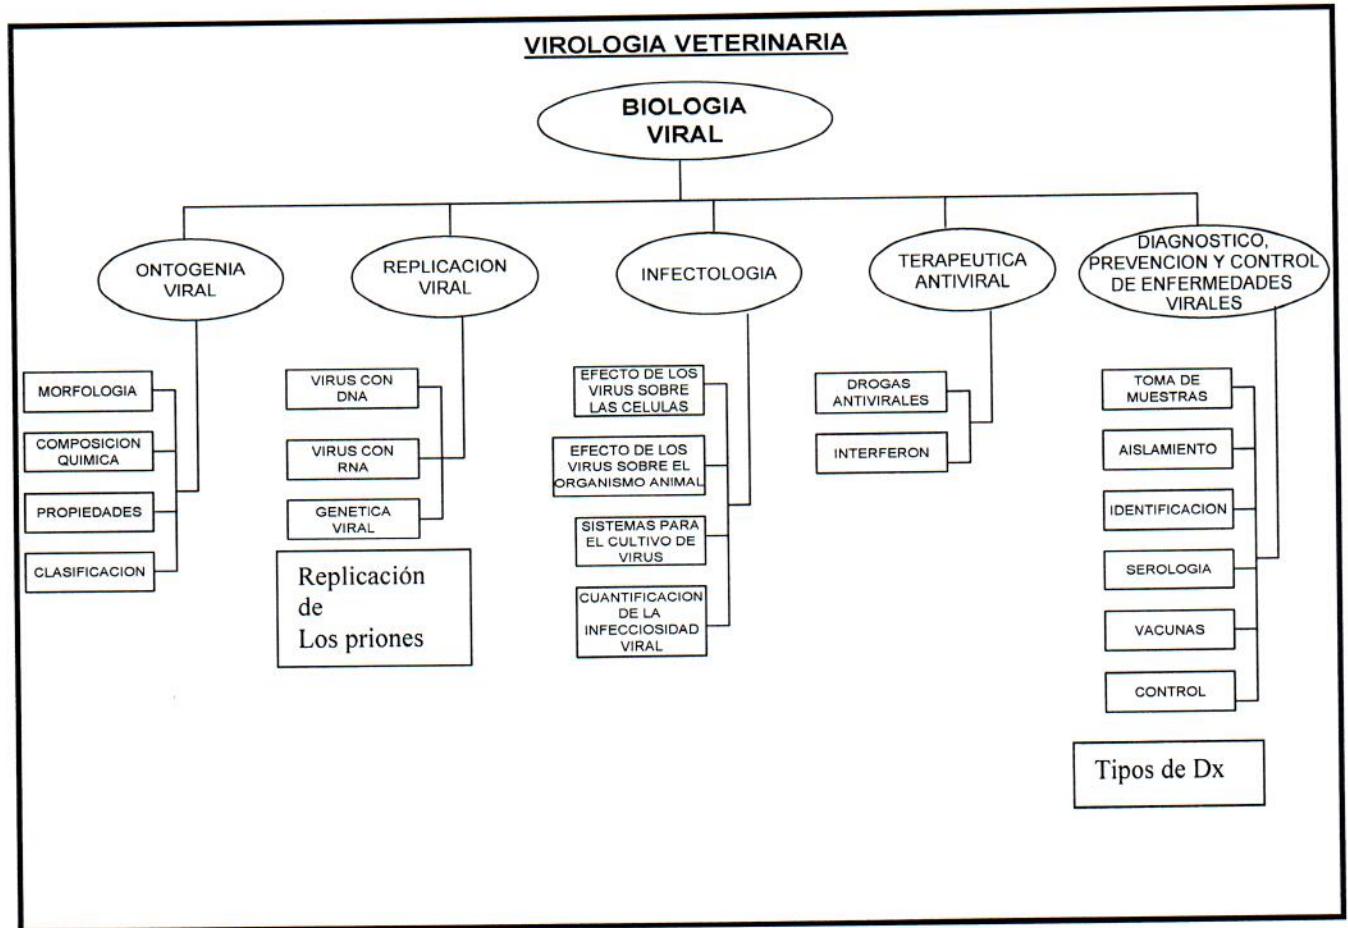 VIROLOGIA VETERINARIA
BIOLOGIA
VIRAL
ONTOGENIA
VIRAL
REPLICACION
VIRAL
INFECTOLOGIA
TERAPEUTICA
ANTIVIRAL
DIAGNOSTICO,
PREVENCION Y CONTROL
DE ENFERMEDADES
VIRALES
MORFOLOGIA
COMPOSICION
QUIMICA
PROPIEDADES
CLASIFICACION
VIRUS CON
DNA
VIRUS CON
RNA
GENETICA
VIRAL
Replicación
de
Los priones
EFECTO DE LOS
VIRUS SOBRE
LAS CELULAS
EFECTO DE LOS
VIRUS SOBRE EL
ORGANISMO ANIMAL
SISTEMAS PARA
EL CULTIVO DE
VIRUS
CUANTIFICACION
DE LA
INFECCIOSIDAD
VIRAL
DROGAS
ANTIVIRALES
INTERFERON
TOMA DE
MUESTRAS
AISLAMIENTO
IDENTIFICACION
SEROLOGIA
VACUNAS
CONTROL
Tipos de Dx